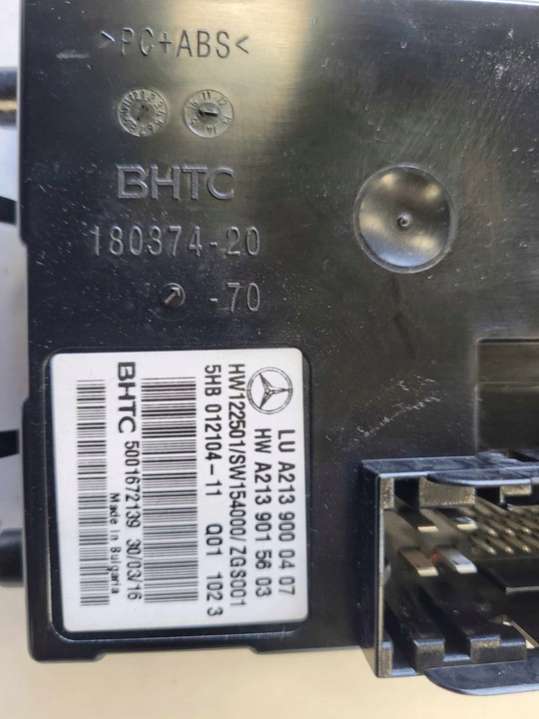 >PC+ABS<
BHTC
180374-20
-70
LU A213 900 04 07
HW A213 901 56 03
HW122501/SW154000/ ZGS001
5HB 012104-11 Q01 102 3
BHTC 5001672139 30/03/16
Made in Bulgaria